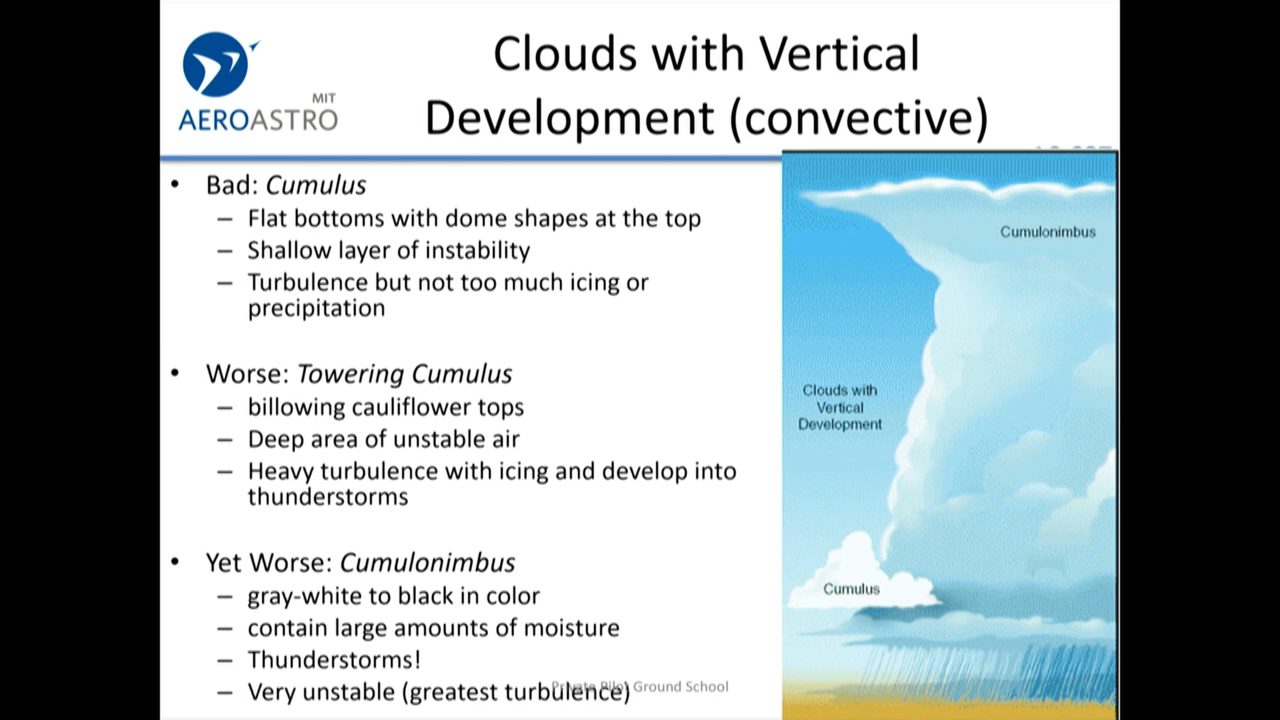 MIT
AEROASTRO
Clouds with Vertical
Development (convective)
• Bad: Cumulus
– Flat bottoms with dome shapes at the top
– Shallow layer of instability
– Turbulence but not too much icing or
precipitation
• Worse: Towering Cumulus
– billowing cauliflower tops
– Deep area of unstable air
– Heavy turbulence with icing and develop into
thunderstorms
• Yet Worse: Cumulonimbus
– gray-white to black in color
– contain large amounts of moisture
– Thunderstorms!
– Very unstable (greatest turbulence)
Private Pilot Ground School
Cumulonimbus
Clouds with
Vertical
Development
Cumulus